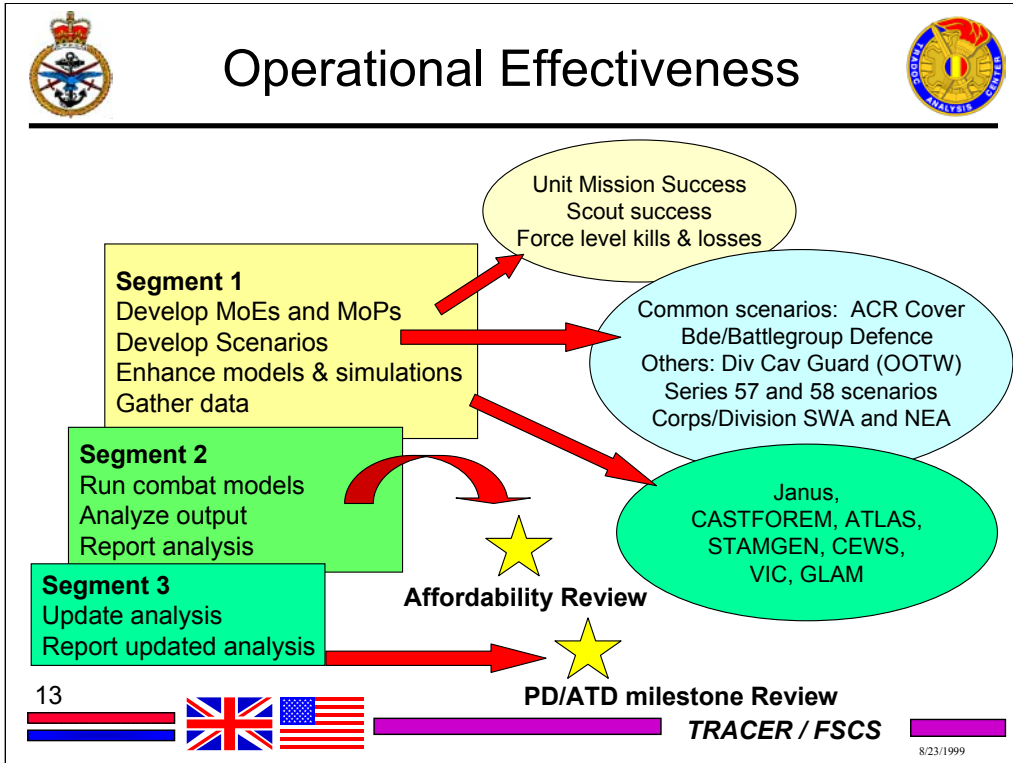 Operational Effectiveness
TRADOC
ANALYSIS CENTER
Unit Mission Success
Scout success
Force level kills & losses
Segment 1
Develop MoEs and MoPs
Develop Scenarios
Enhance models & simulations
Gather data
Common scenarios: ACR Cover
Bde/Battlegroup Defence
Others: Div Cav Guard (OOTW)
Series 57 and 58 scenarios
Corps/Division SWA and NEA
Segment 2
Run combat models
Analyze output
Report analysis
Janus,
CASTFOREM, ATLAS,
STAMGEN, CEWS,
VIC, GLAM
Affordability Review
Segment 3
Update analysis
Report updated analysis
PD/ATD milestone Review
13
TRACER / FSCS
8/23/1999